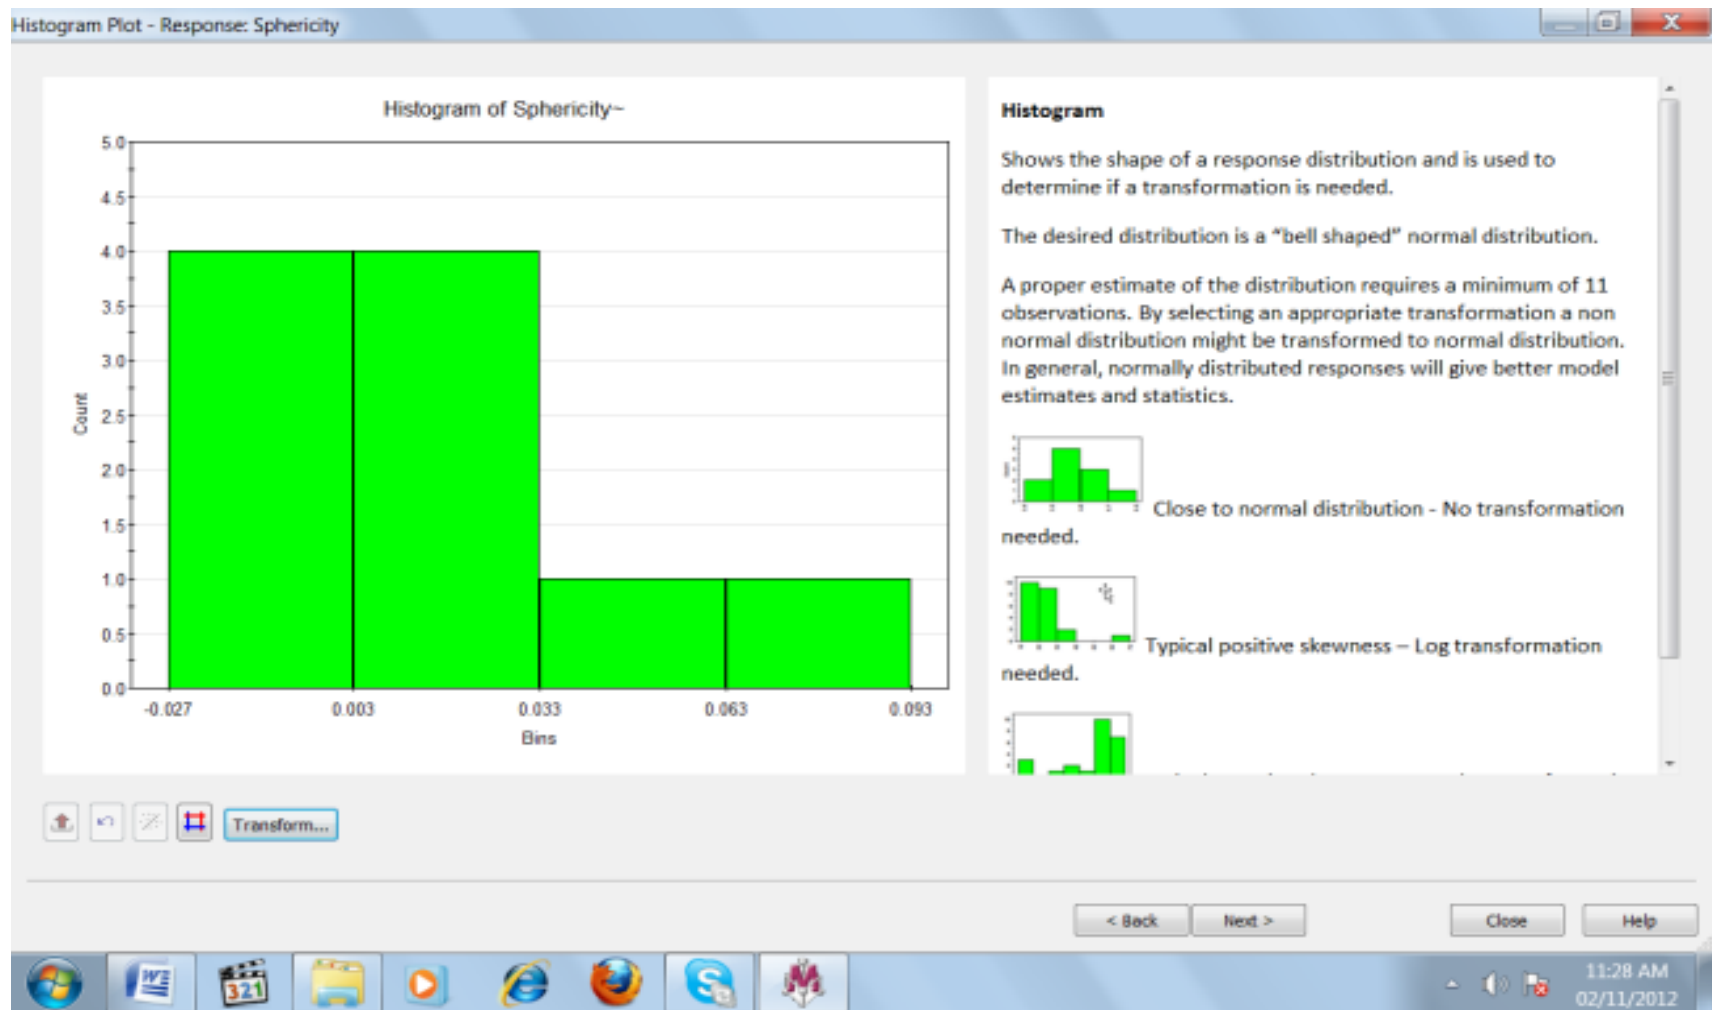 Histogram Plot - Response: Sphericity
Histogram of Sphericity~
5.0
4.5
4.0
3.5
3.0
2.5
2.0
1.5
1.0
0.5
0.0
Count
-0.027 0.003 0.033 0.063 0.093
Bins
Histogram
Shows the shape of a response distribution and is used to
determine if a transformation is needed.
The desired distribution is a “bell shaped” normal distribution.
A proper estimate of the distribution requires a minimum of 11
observations. By selecting an appropriate transformation a non
normal distribution might be transformed to normal distribution.
In general, normally distributed responses will give better model
estimates and statistics.
Close to normal distribution - No transformation
needed.
Typical positive skewness – Log transformation
needed.
Transform...
< Back Next > Close Help
321
11:28 AM
02/11/2012